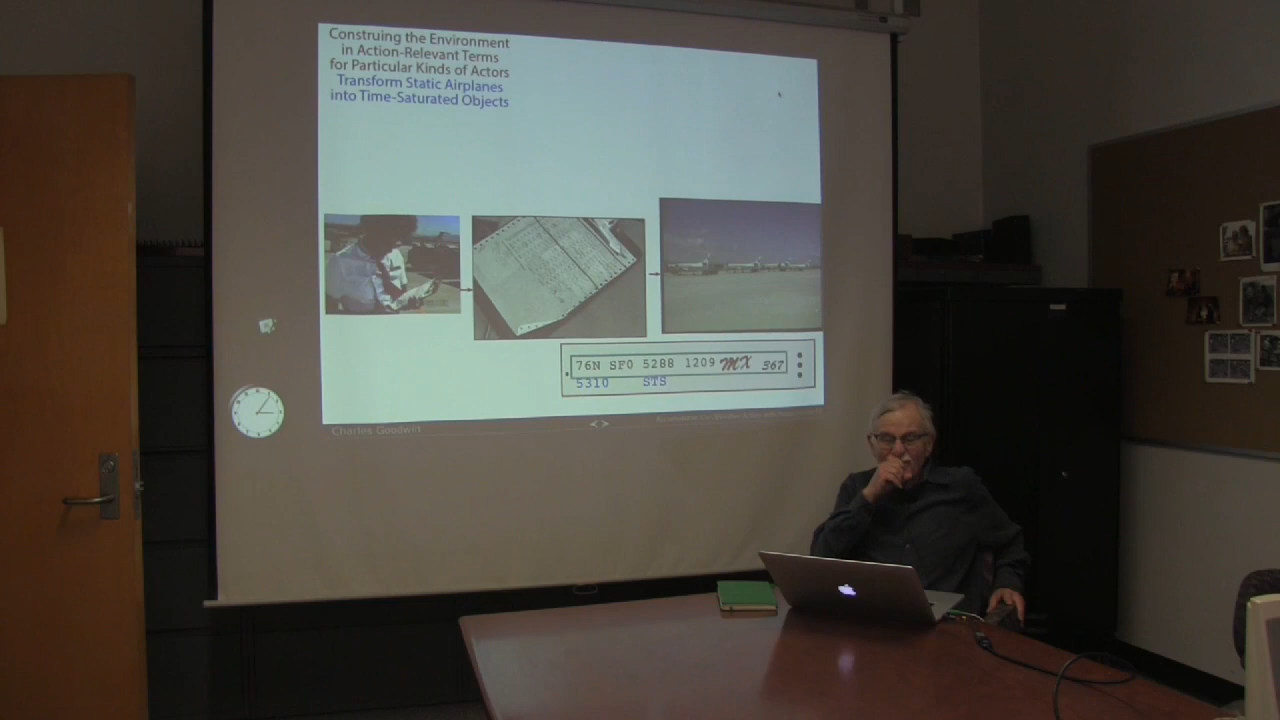 Construing the Environment
in Action-Relevant Terms
for Particular Kinds of Actors
Transform Static Airplanes
into Time-Saturated Objects
76N SFO 5288 1209 MX 567
5310 STS
Charles Goodwin